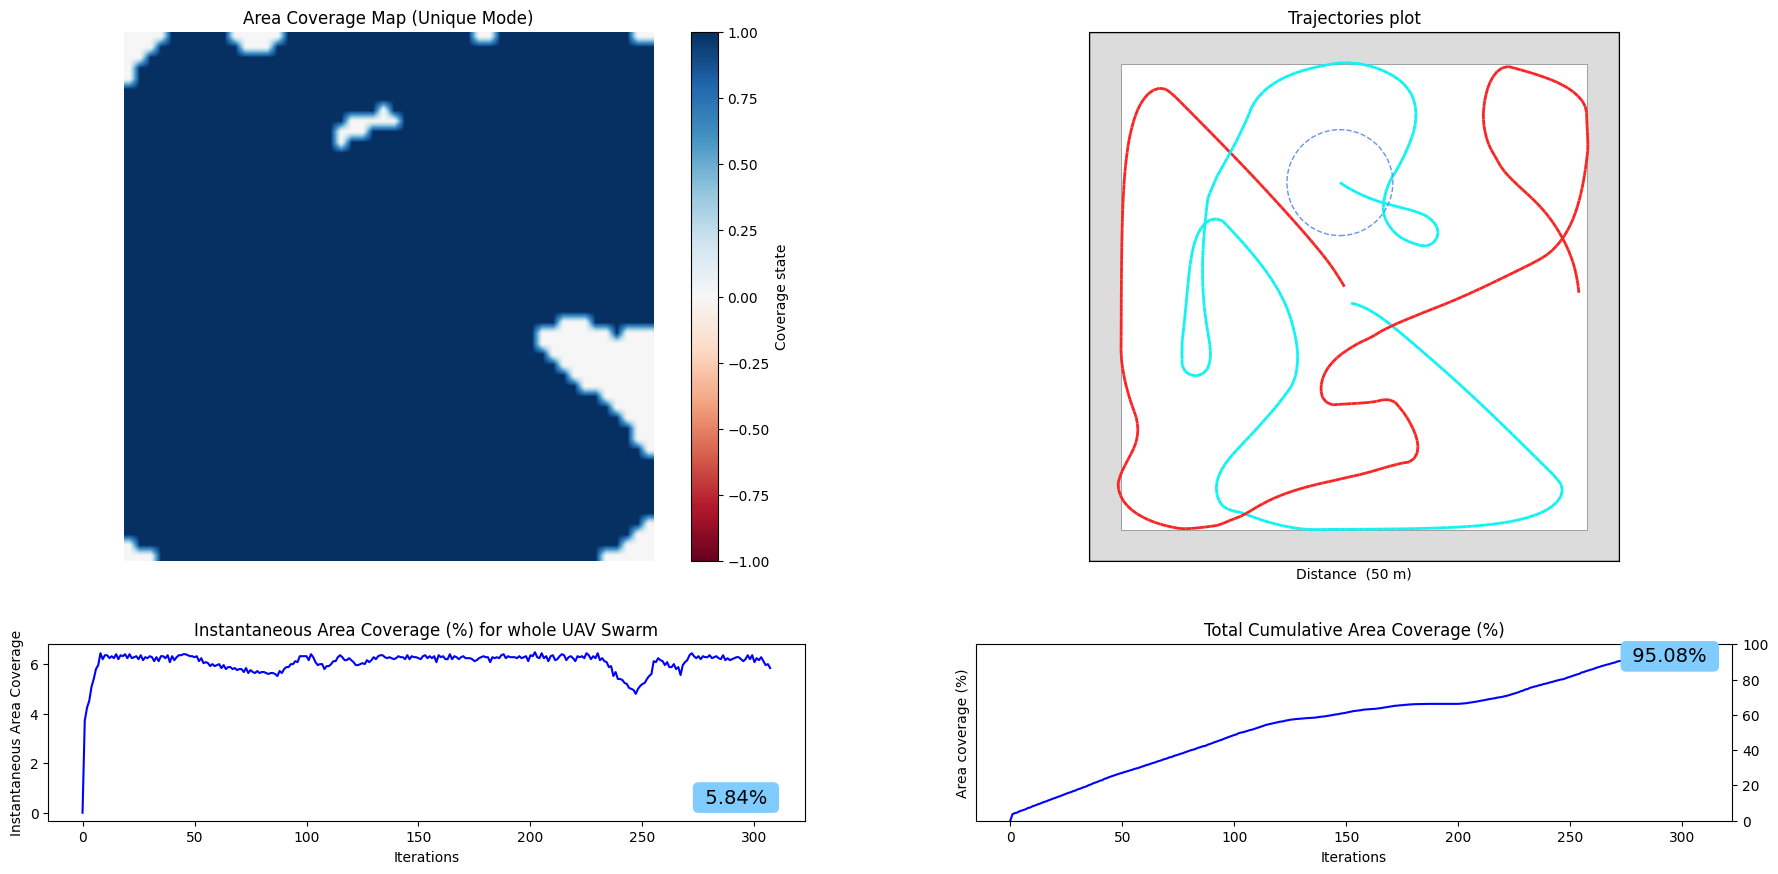 Area Coverage Map (Unique Mode)
1.00
0.75
0.50
0.25
0.00
−0.25
−0.50
−0.75
−1.00
Coverage state
Trajectories plot
Distance  (50 m)
Instantaneous Area Coverage (%) for whole UAV Swarm
Instantaneous Area Coverage
6
4
2
0
5.84%
0 50 100 150 200 250 300
Iterations
Total Cumulative Area Coverage (%)
Area coverage (%)
95.08%
100
80
60
40
20
0
0 50 100 150 200 250 300
Iterations